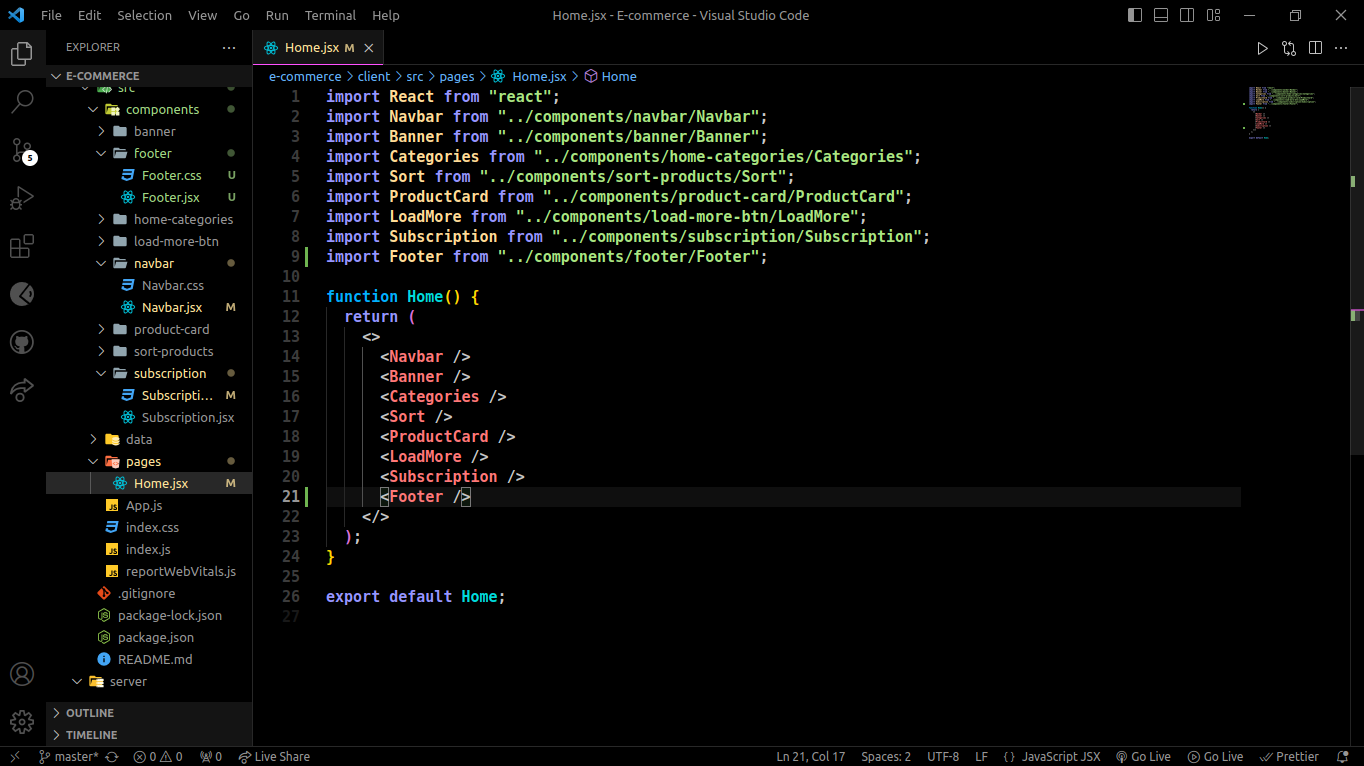 File Edit Selection View Go Run Terminal Help
Home.jsx - E-commerce - Visual Studio Code
EXPLORER
E-COMMERCE
src
components
banner
footer
Footer.css U
Footer.jsx U
home-categories
load-more-btn
navbar
Navbar.css
Navbar.jsx M
product-card
sort-products
subscription
Subscripti... M
Subscription.jsx
data
pages
Home.jsx M
App.js
index.css
index.js
reportWebVitals.js
.gitignore
package-lock.json
package.json
README.md
server
OUTLINE
TIMELINE
5
Home.jsx M
e-commerce > client > src > pages > Home.jsx > Home
1 import React from "react";
2 import Navbar from "../components/navbar/Navbar";
3 import Banner from "../components/banner/Banner";
4 import Categories from "../components/home-categories/Categories";
5 import Sort from "../components/sort-products/Sort";
6 import ProductCard from "../components/product-card/ProductCard";
7 import LoadMore from "../components/load-more-btn/LoadMore";
8 import Subscription from "../components/subscription/Subscription";
9 import Footer from "../components/footer/Footer";
10
11 function Home() {
12 return (
13 <>
14 <Navbar />
15 <Banner />
16 <Categories />
17 <Sort />
18 <ProductCard />
19 <LoadMore />
20 <Subscription />
21 <Footer />
22 </>
23 );
24 }
25
26 export default Home;
27
master* 0 0 0 Live Share
Ln 21, Col 17 Spaces: 2 UTF-8 LF {} JavaScript JSX Go Live Go Live Prettier